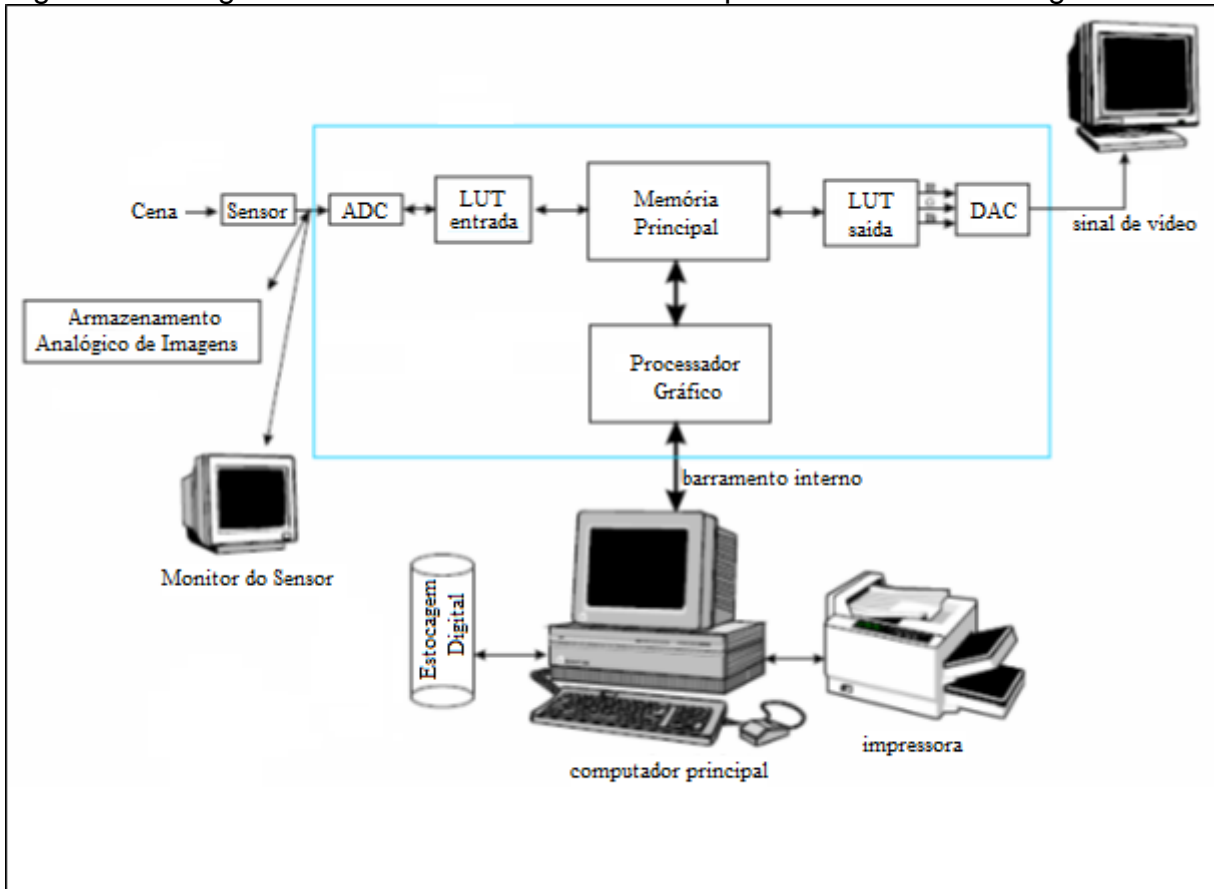 Cena
Sensor
ADC
LUT
entrada
Memória
Principal
LUT
saída
DAC
sinal de video
Armazenamento
Analógico de Imagens
Processador
Gráfico
barramento interno
Monitor do Sensor
Estocagem
Digital
impressora
computador principal